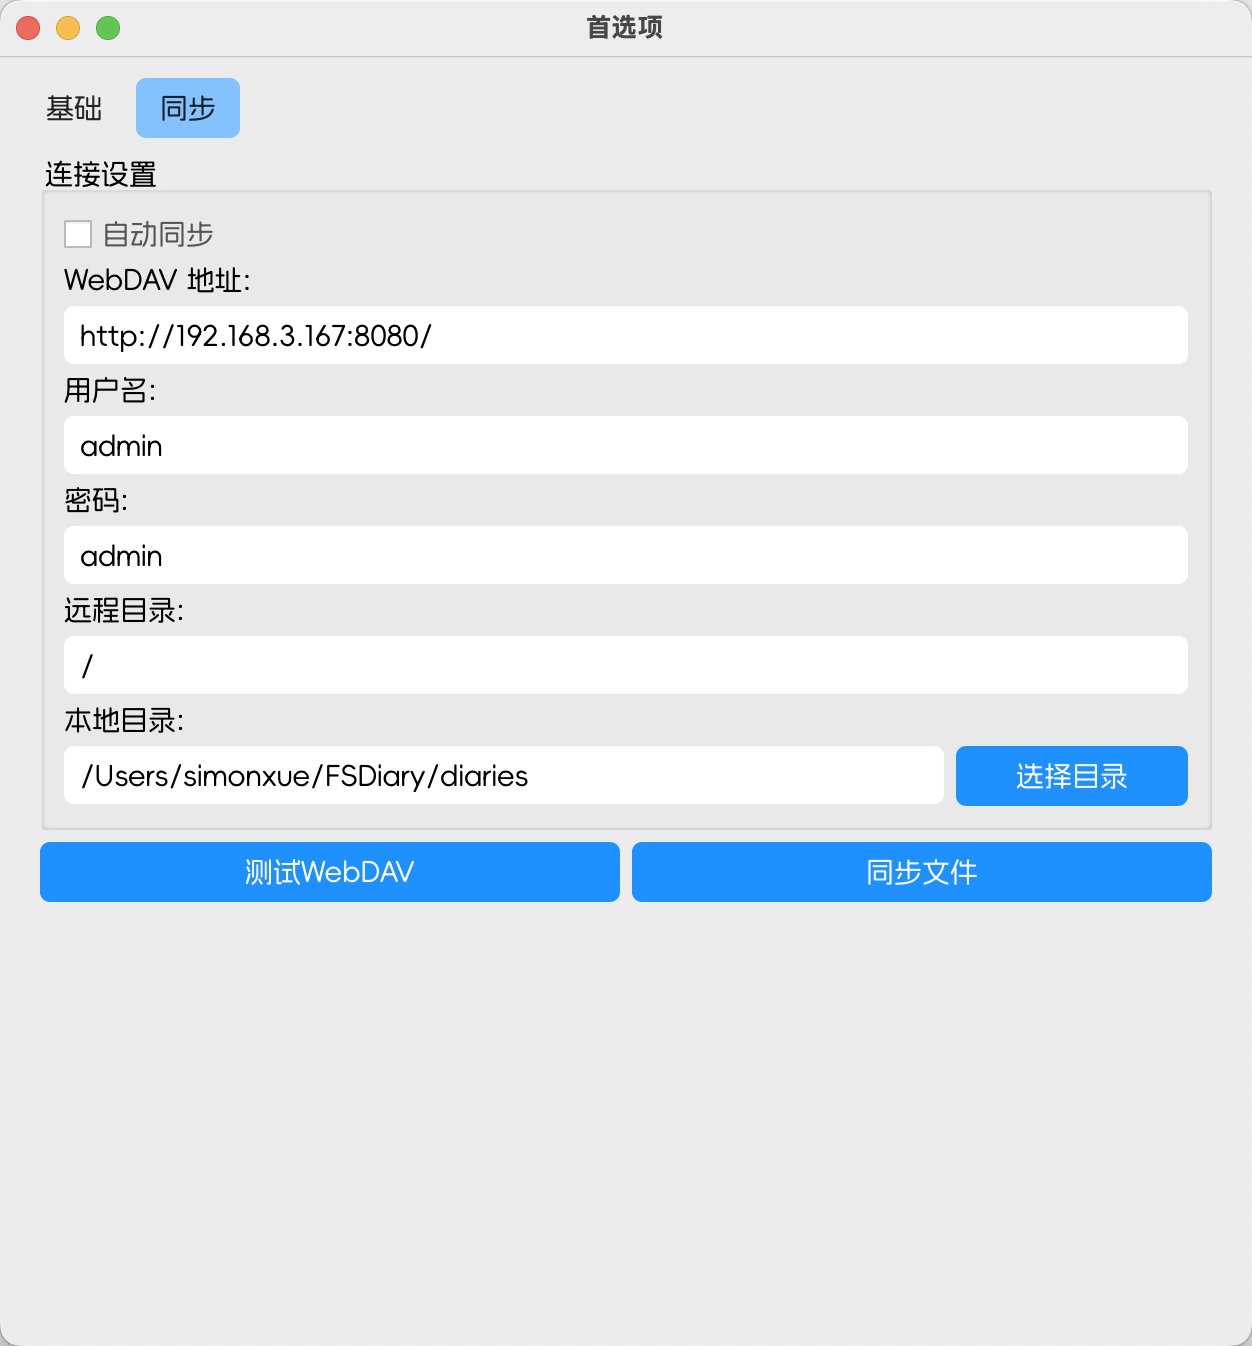 首选项
基础 同步
连接设置
自动同步
WebDAV 地址:
http://192.168.3.167:8080/
用户名:
admin
密码:
admin
远程目录:
/
本地目录:
/Users/simonxue/FSDiary/diaries 选择目录
测试WebDAV 同步文件